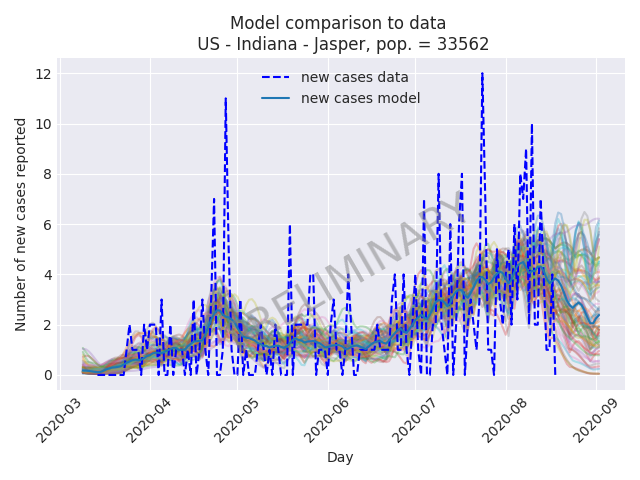 Model comparison to data
US - Indiana - Jasper, pop. = 33562
new cases data
new cases model
12
10
8
6
4
2
0
Number of new cases reported
PRELIMINARY
2020-03
2020-04
2020-05
2020-06
2020-07
2020-08
2020-09
Day